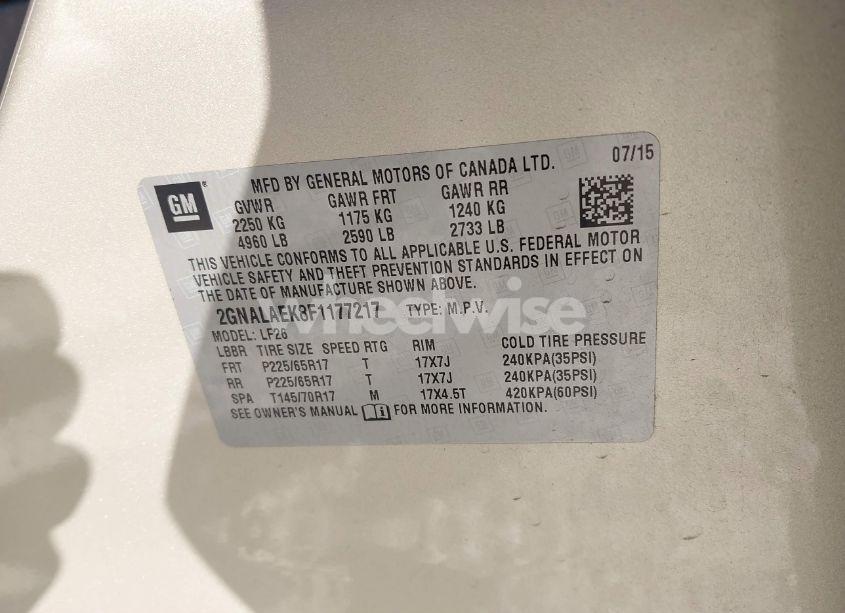 GM
MFD BY GENERAL MOTORS OF CANADA LTD.
07/15
GVWR GAWR FRT GAWR RR
2250 KG 1175 KG 1240 KG
4960 LB 2590 LB 2733 LB
THIS VEHICLE CONFORMS TO ALL APPLICABLE U.S. FEDERAL MOTOR
VEHICLE SAFETY AND THEFT PREVENTION STANDARDS IN EFFECT ON
THE DATE OF MANUFACTURE SHOWN ABOVE.
2GNALAEK8F1177217 TYPE: M.P.V.
wheelwise
MODEL: LF26
LBBR TIRE SIZE SPEED RTG RIM COLD TIRE PRESSURE
FRT P225/65R17 T 17X7J 240KPA(35PSI)
RR P225/65R17 T 17X7J 240KPA(35PSI)
SPA T145/70R17 M 17X4.5T 420KPA(60PSI)
SEE OWNER'S MANUAL FOR MORE INFORMATION.